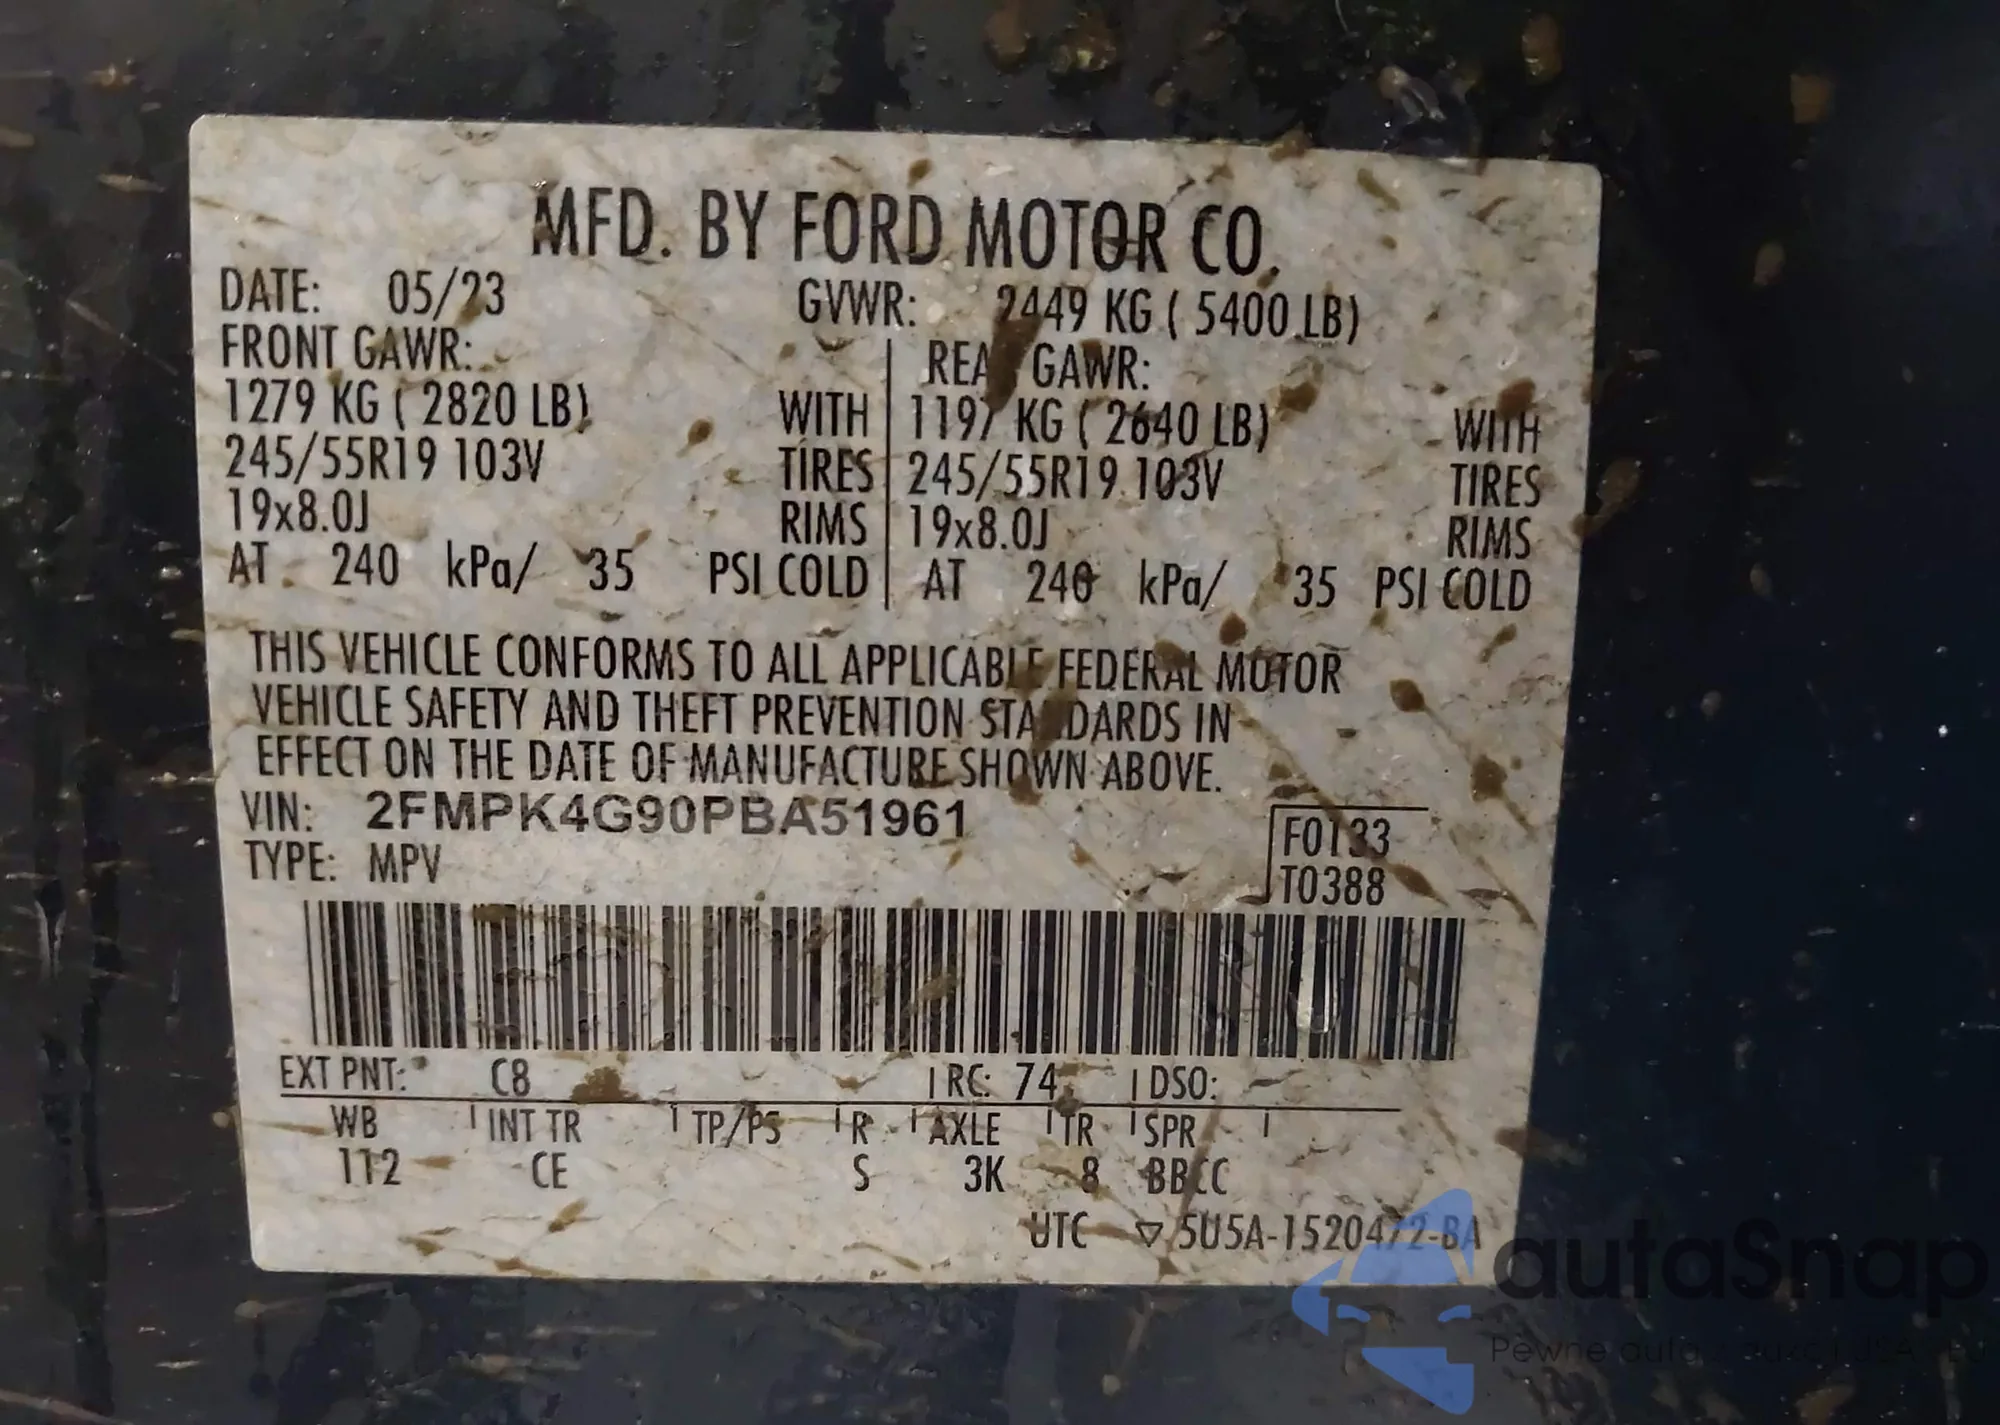 MFD. BY FORD MOTOR CO.
DATE: 05/23 GVWR: 2449 KG ( 5400 LB)
FRONT GAWR: REAR GAWR:
1279 KG ( 2820 LB) WITH 1197 KG ( 2640 LB) WITH
245/55R19 103V TIRES 245/55R19 103V TIRES
19x8.0J RIMS 19x8.0J RIMS
AT 240 kPa/ 35 PSI COLD AT 240 kPa/ 35 PSI COLD
THIS VEHICLE CONFORMS TO ALL APPLICABLE FEDERAL MOTOR
VEHICLE SAFETY AND THEFT PREVENTION STANDARDS IN
EFFECT ON THE DATE OF MANUFACTURE SHOWN ABOVE.
VIN: 2FMPK4G90PBA51961
TYPE: MPV
F0133
T0388
EXT PNT: C8 RC: 74 DSO:
WB INT TR TP/PS R AXLE TR SPR
112 CE S 3K 8 BBCC
UTC ▽ 5U5A-1520472-BA
autaSnap
Pewne auto z